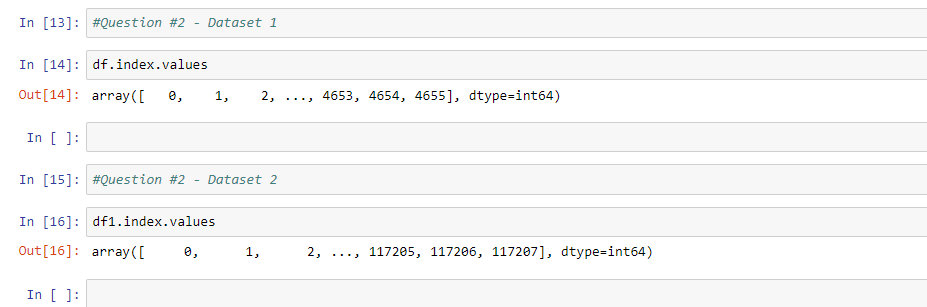 In [13]: #Question #2 - Dataset 1
In [14]: df.index.values
Out[14]: array([   0,    1,    2, ..., 4653, 4654, 4655], dtype=int64)
In [ ]:
In [15]: #Question #2 - Dataset 2
In [16]: df1.index.values
Out[16]: array([     0,      1,      2, ..., 117205, 117206, 117207], dtype=int64)
In [ ]: